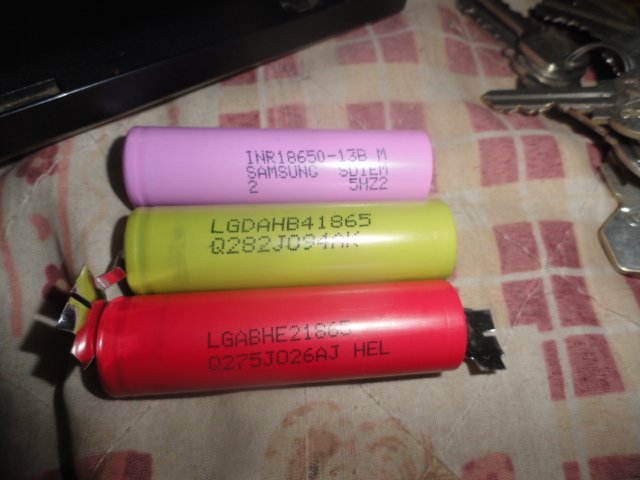 INR18650-13B M
SAMSUNG SDIEM
2 5HZ2
LGDAHB41865
Q282J094AK
LGABHE21865
Q275J026AJ HEL